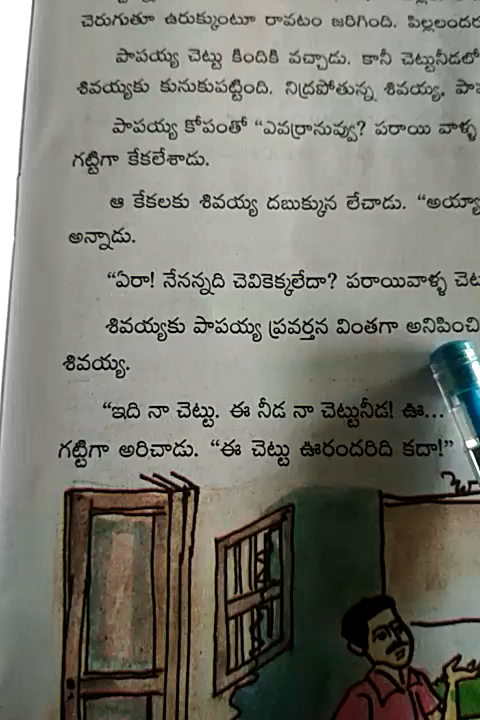 చెరుగుతూ ఉరుక్కుంటూ రావటం జరిగింది. పిల్లలందర
పాపయ్య చెట్టు కిందికి వచ్చాడు. కానీ చెట్టునీడలో
శివయ్యకు కునుకుపట్టింది. నిద్రపోతున్న శివయ్య, పా
పాపయ్య కోపంతో “ఎవర్రానువ్వు? పరాయి వాళ్ళ
గట్టిగా కేకలేశాడు.
ఆ కేకలకు శివయ్య దబుక్కున లేచాడు. “అయ్యా
అన్నాడు.
“ఏరా! నేనన్నది చెవికెక్కలేదా? పరాయివాళ్ళ చెట
శివయ్యకు పాపయ్య ప్రవర్తన వింతగా అనిపించి
శివయ్య.
“ఇది నా చెట్టు. ఈ నీడ నా చెట్టునీడ! ఊ...
గట్టిగా అరిచాడు. “ఈ చెట్టు ఊరందరిది కదా!”